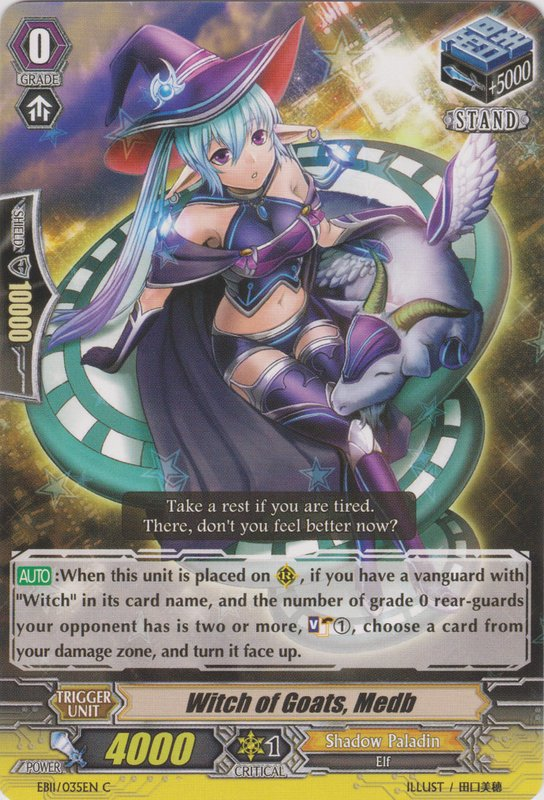 0
GRADE
+5000
STAND
SHIELD
10000
Take a rest if you are tired.
There, don't you feel better now?
AUTO:When this unit is placed on R, if you have a vanguard with
"Witch" in its card name, and the number of grade 0 rear-guards
your opponent has is two or more, V①, choose a card from
your damage zone, and turn it face up.
TRIGGER
UNIT
Witch of Goats, Medb
POWER
4000
1
CRITICAL
Shadow Paladin
Elf
EB11/035EN C
ILLUST / 田口美穂